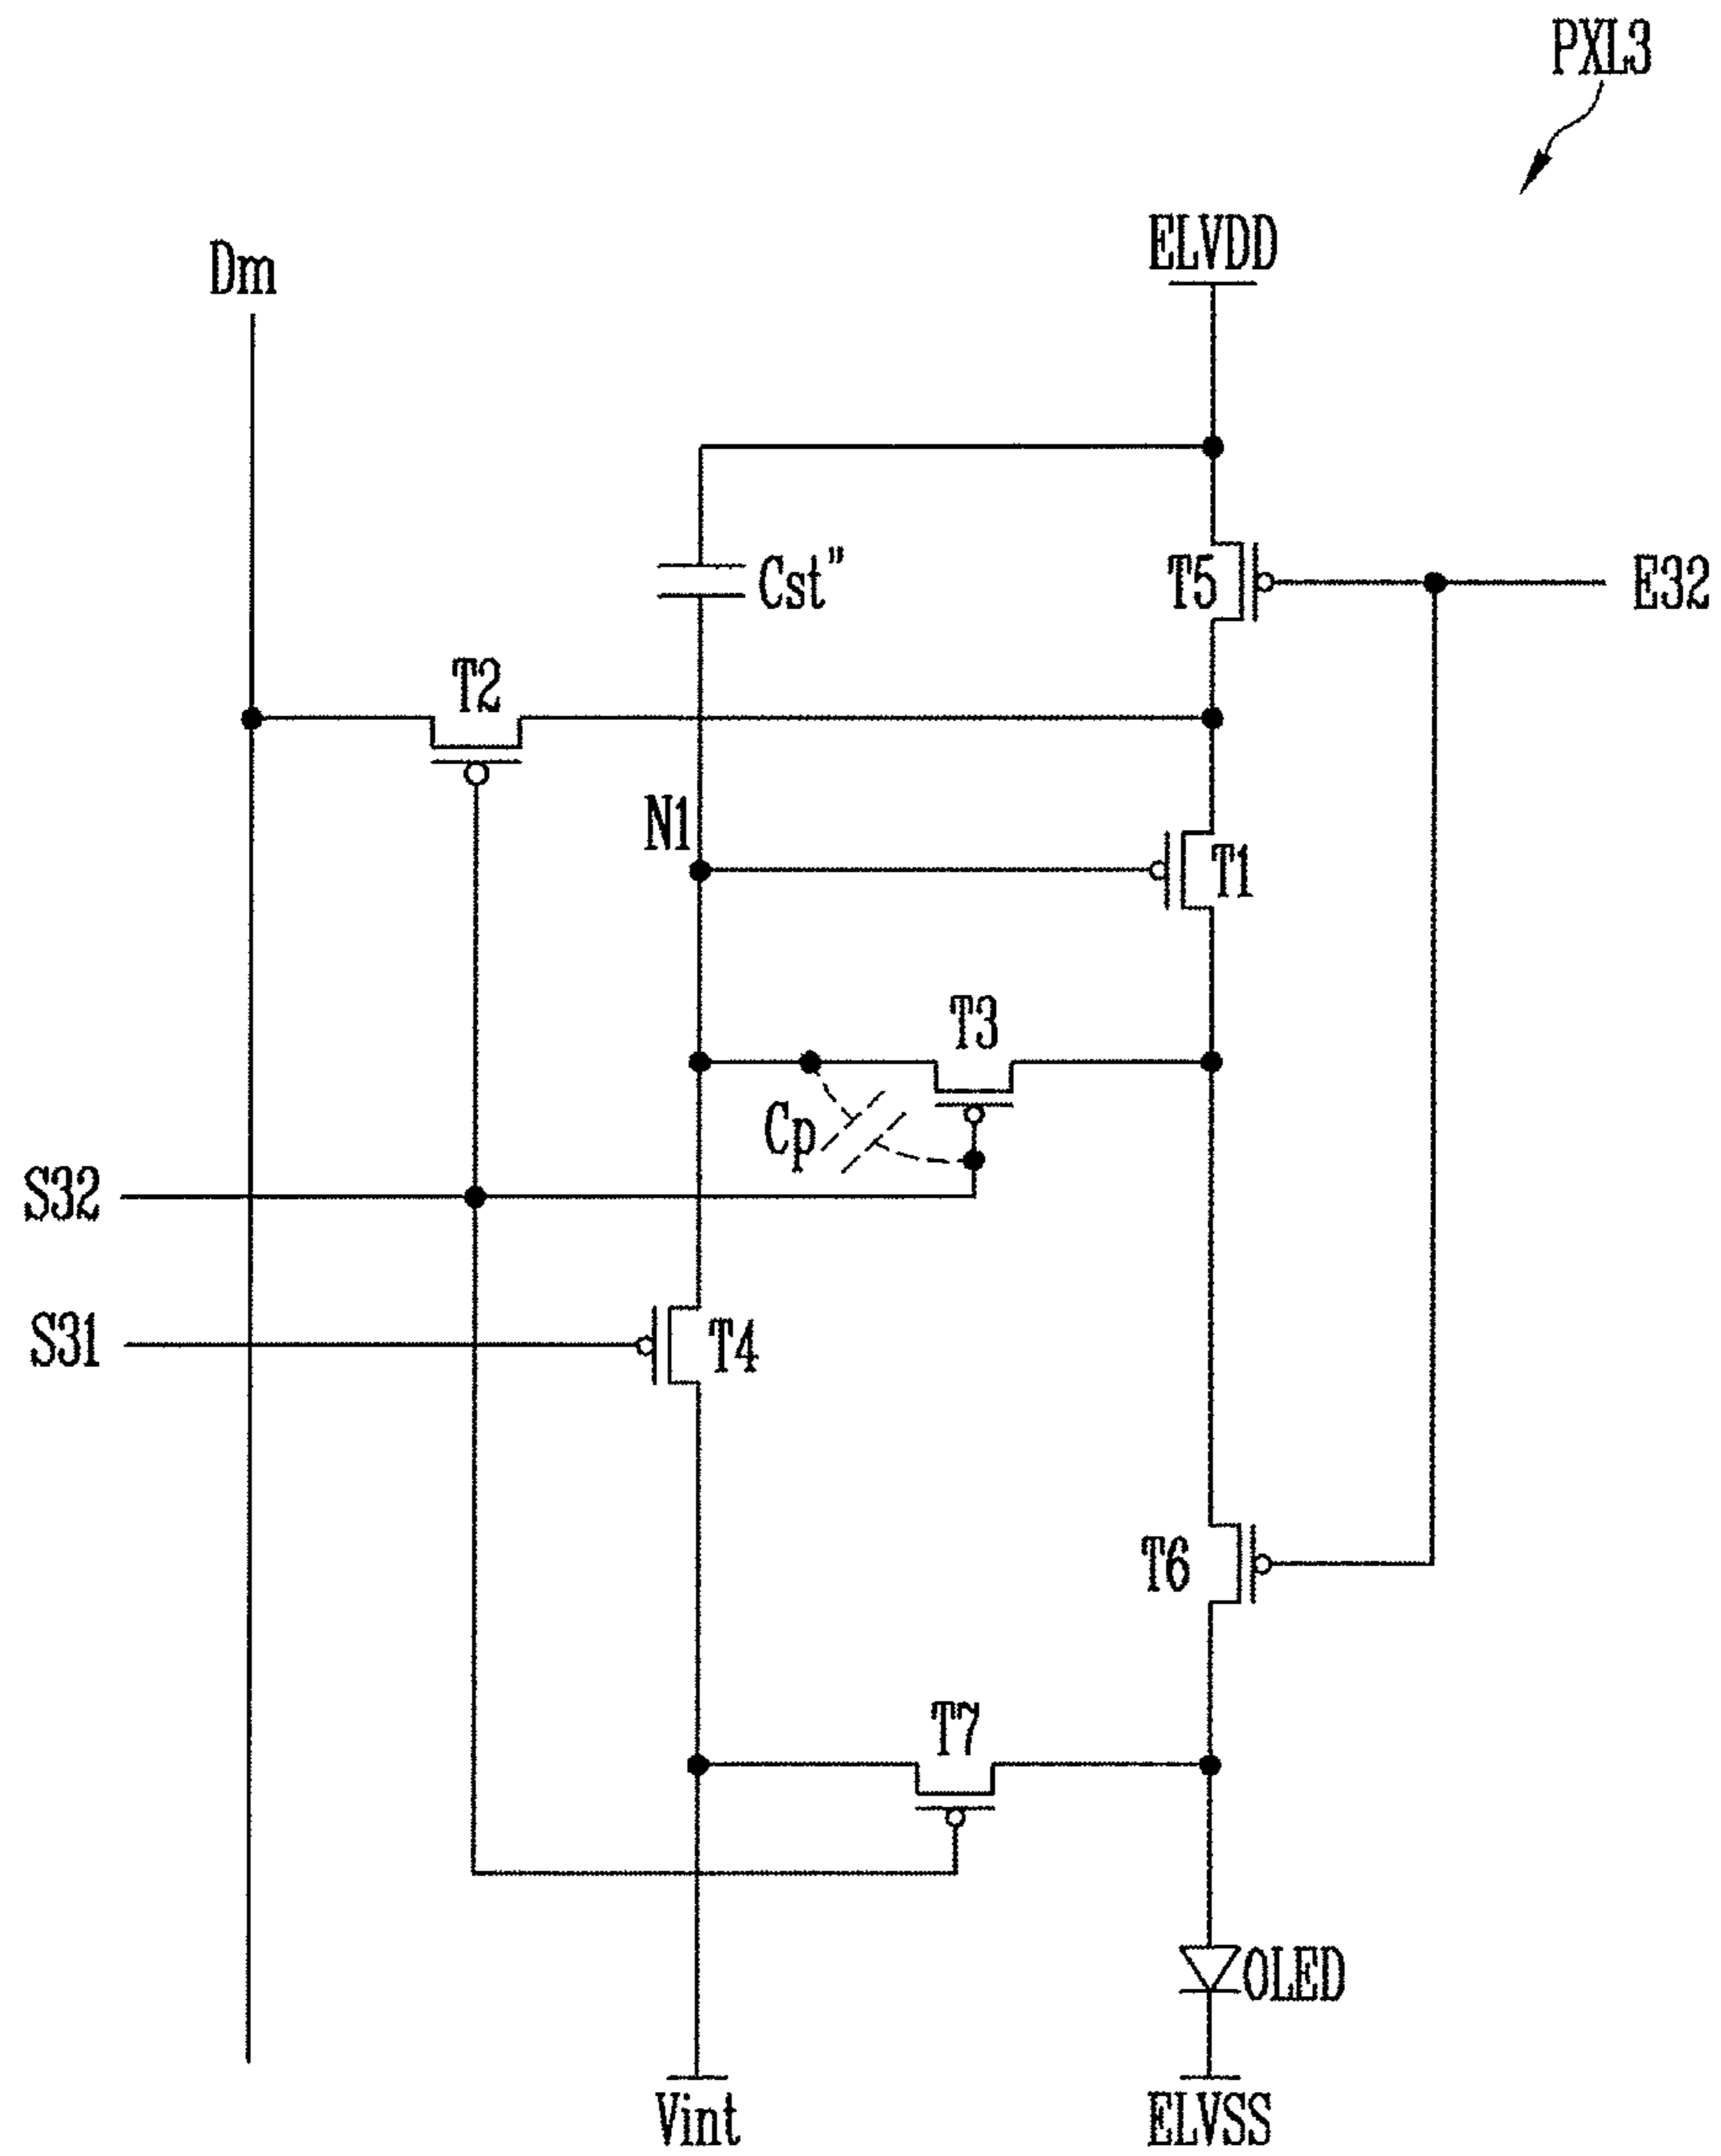 PXL3
ELVDD
Dm
Cst"
T5
E32
T2
N1
T1
T3
Cp
S32
S31
T4
T6
T7
OLED
Vint
ELVSS